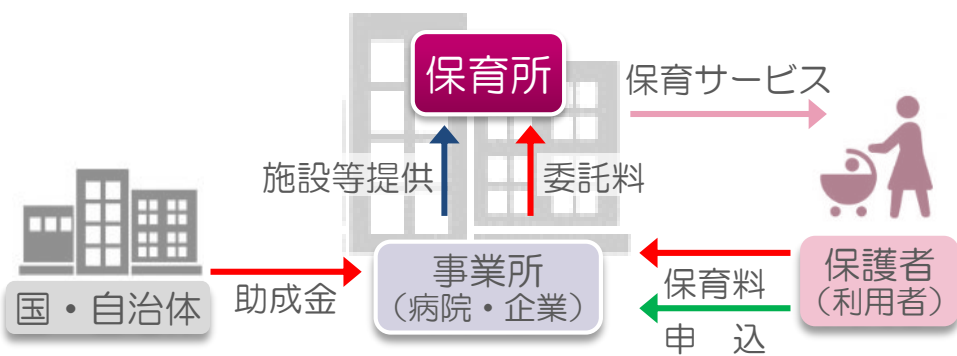 保育所
保育サービス
施設等提供
委託料
国・自治体
助成金
事業所
（病院・企業）
保育料
申　込
保護者
（利用者）